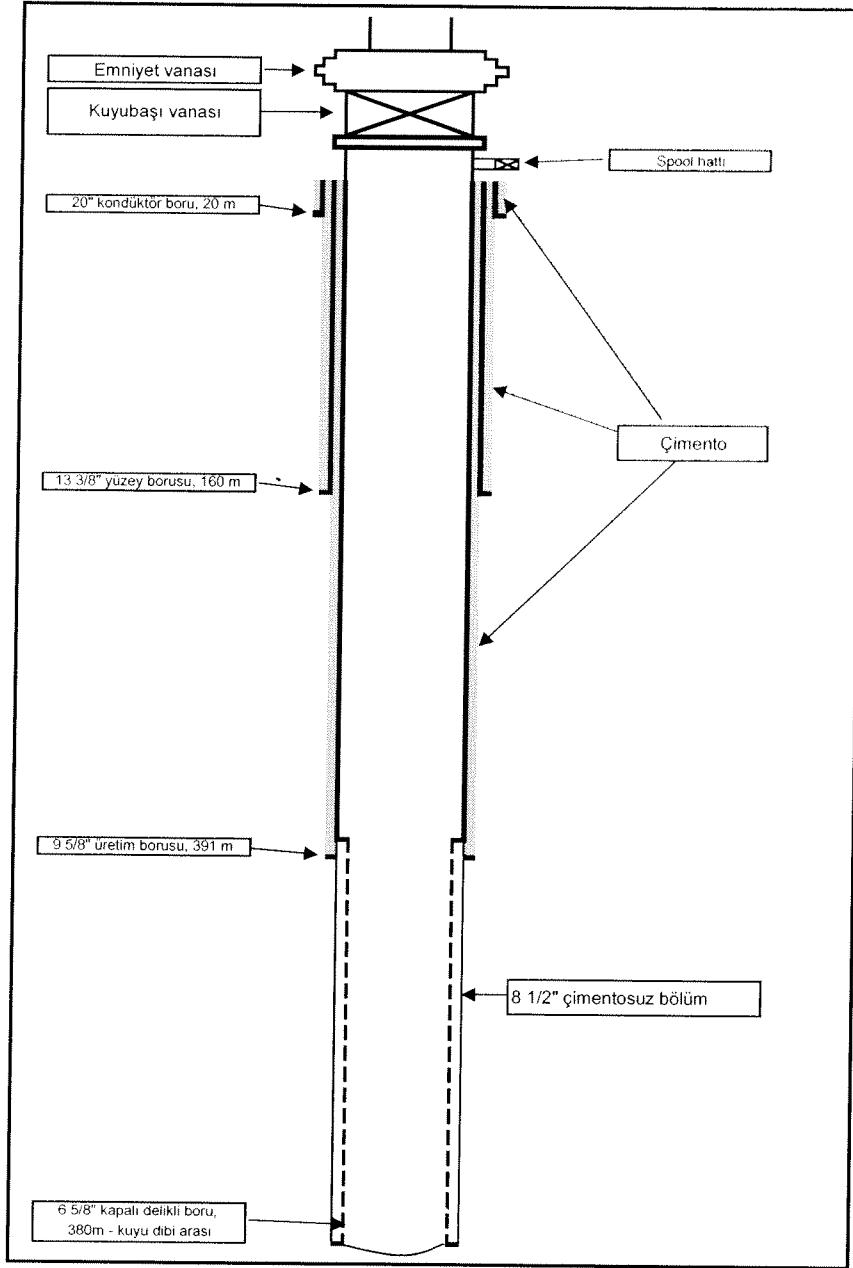 Emniyet vanası
Kuyubaşı vanası
Spool hattı
20" kondüktör boru, 20 m
Çimento
13 3/8" yüzey borusu, 160 m
9 5/8" üretim borusu, 391 m
8 1/2" çimentosuz bölüm
6 5/8" kapalı delikli boru,
380m - kuyu dibi arası